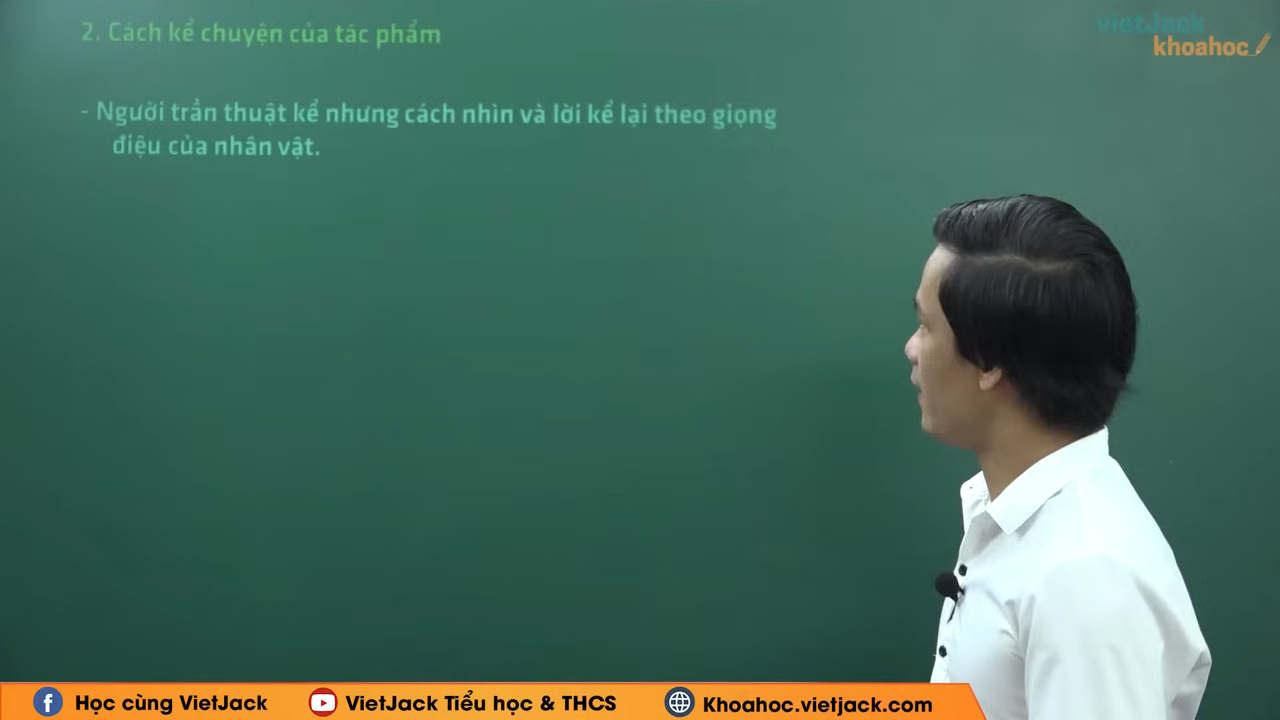 2. Cách kể chuyện của tác phẩm
vietJack
khoahoc
- Người trần thuật kể nhưng cách nhìn và lời kể lại theo giọng
điệu của nhân vật.
Học cùng VietJack
VietJack Tiểu học & THCS
Khoahoc.vietjack.com